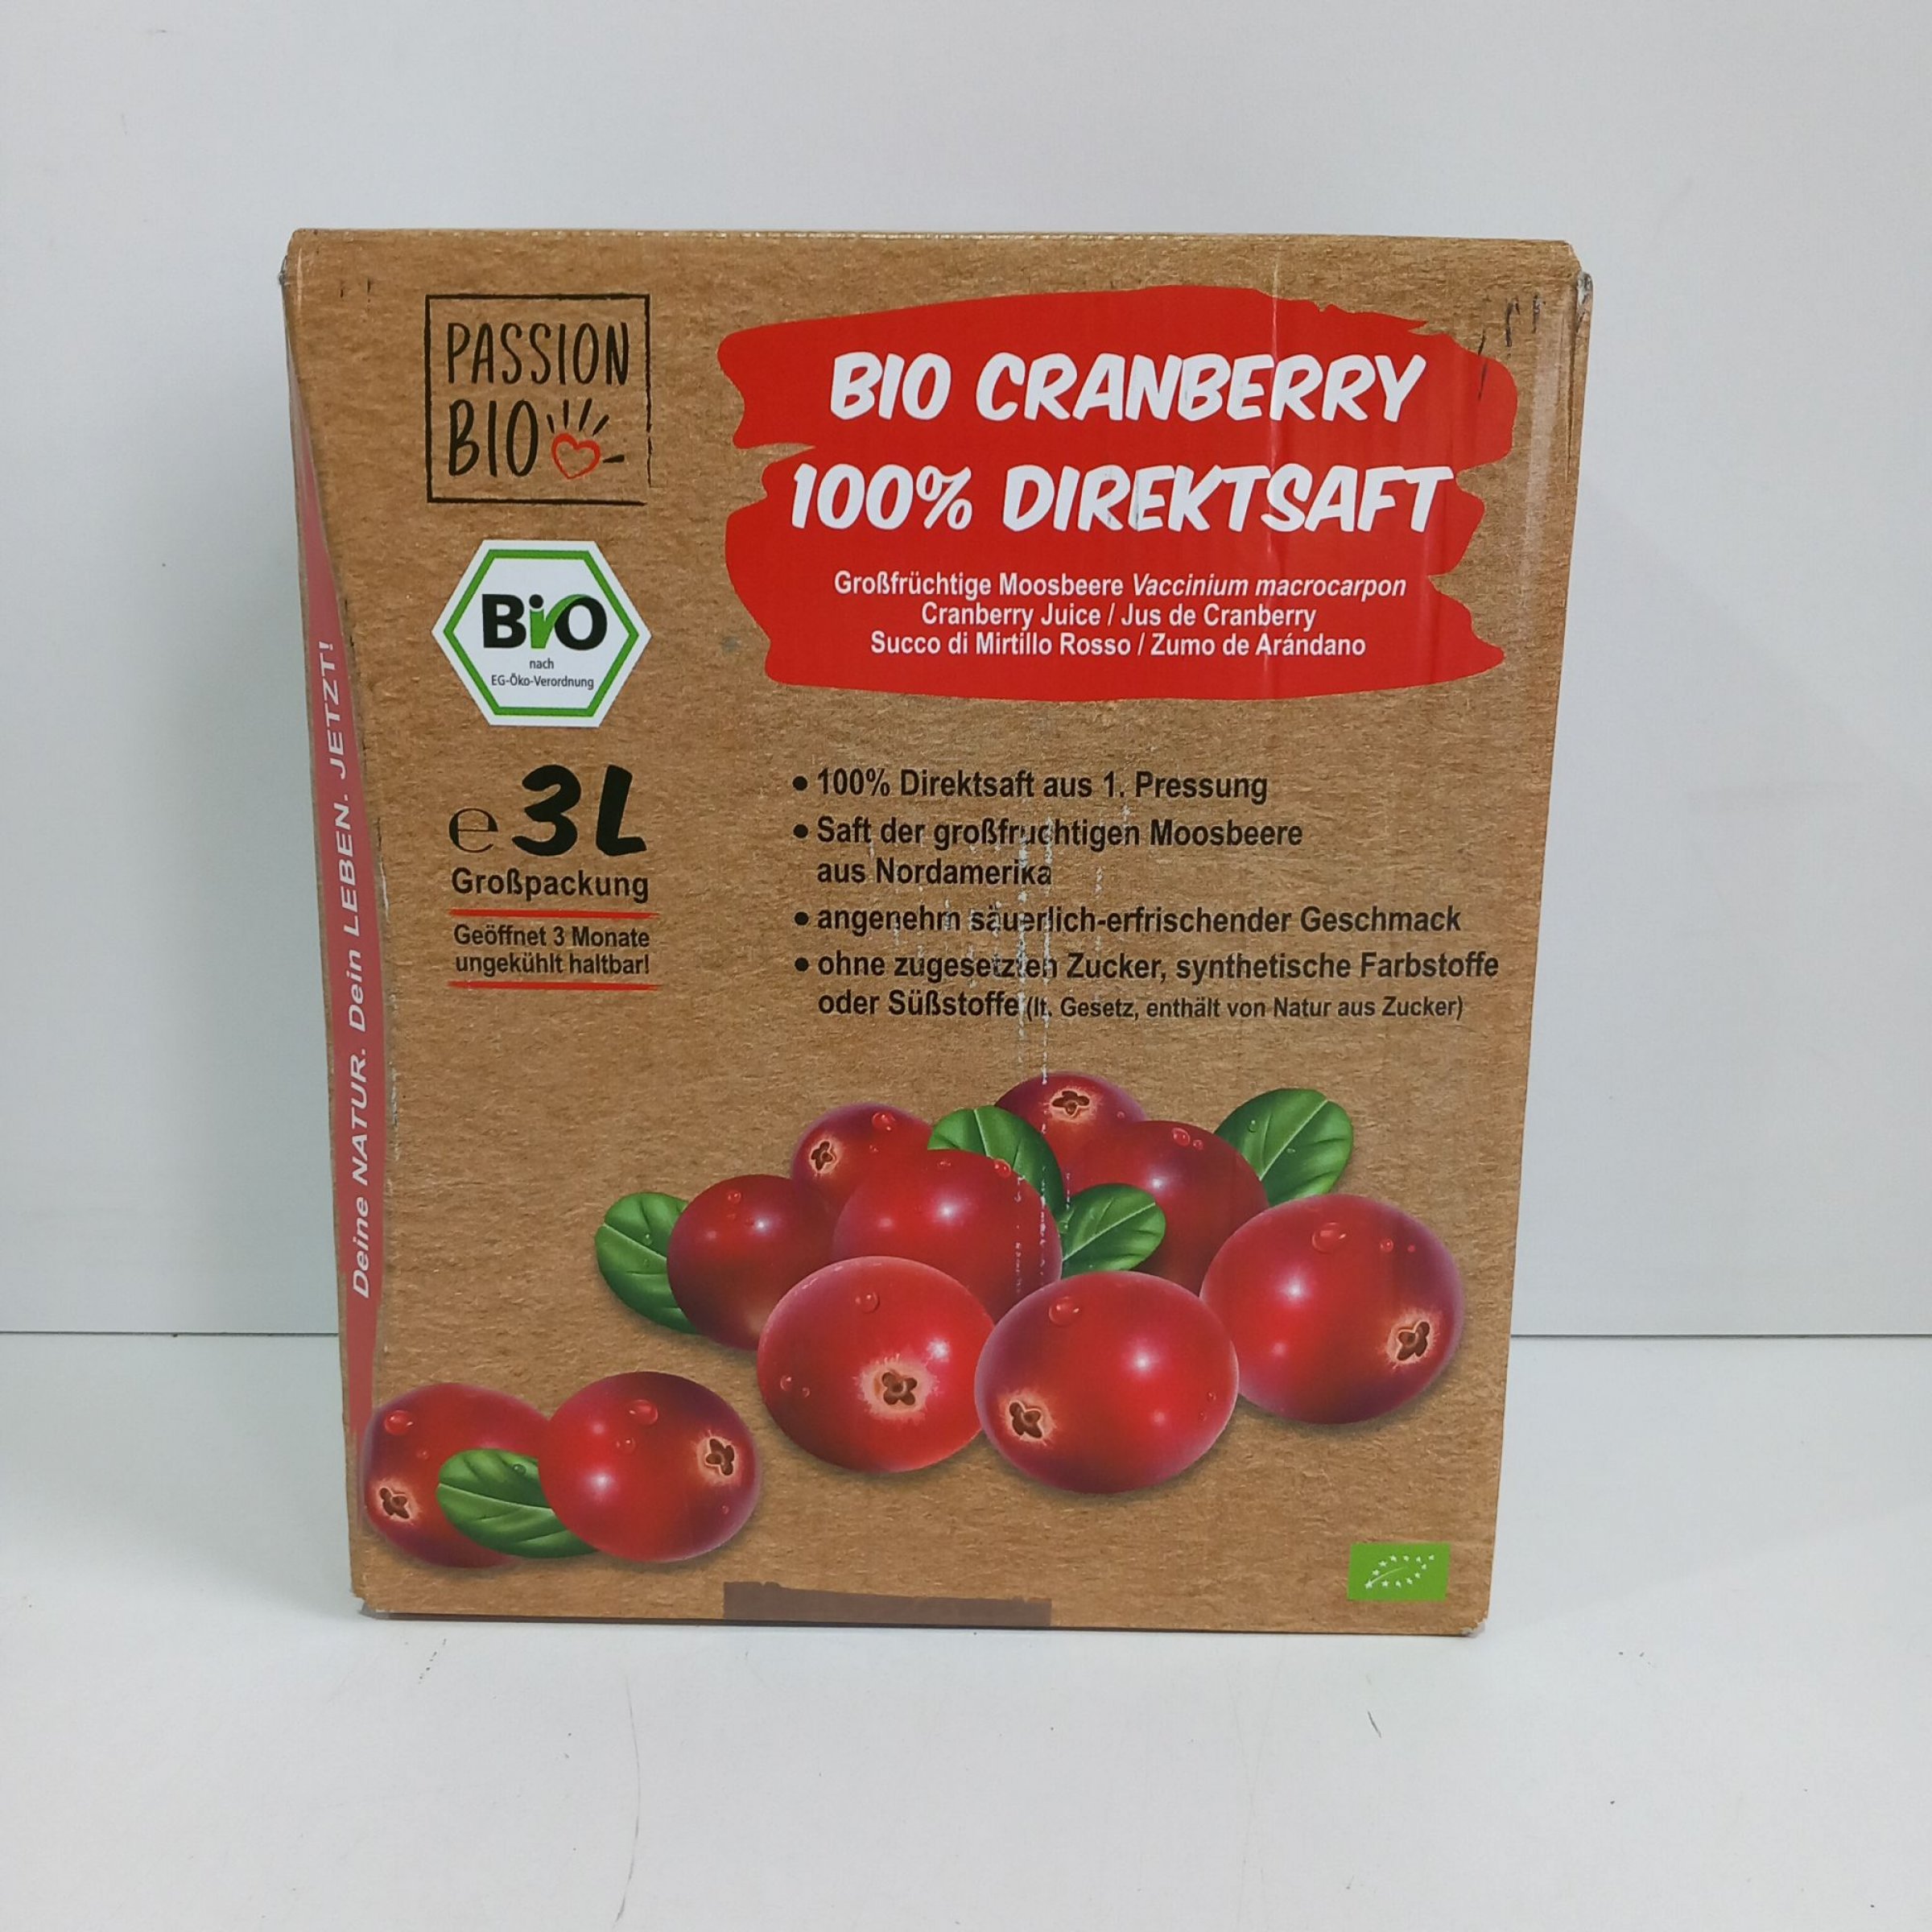 PASSION
BIO
BIO CRANBERRY
100% DIREKTSAFT
Großfrüchtige Moosbeere Vaccinium macrocarpon
Cranberry Juice / Jus de Cranberry
Succo di Mirtillo Rosso / Zumo de Arándano
Bio
nach
EG-Öko-Verordnung
e 3L
Großpackung
Geöffnet 3 Monate
ungekühlt haltbar!
• 100% Direktsaft aus 1. Pressung
• Saft der großfruchtigen Moosbeere
aus Nordamerika
• angenehm säuerlich-erfrischender Geschmack
• ohne zugesetzten Zucker, synthetische Farbstoffe
oder Süßstoffe (lt. Gesetz, enthält von Natur aus Zucker)
Deine NATUR. Dein LEBEN. JETZT!